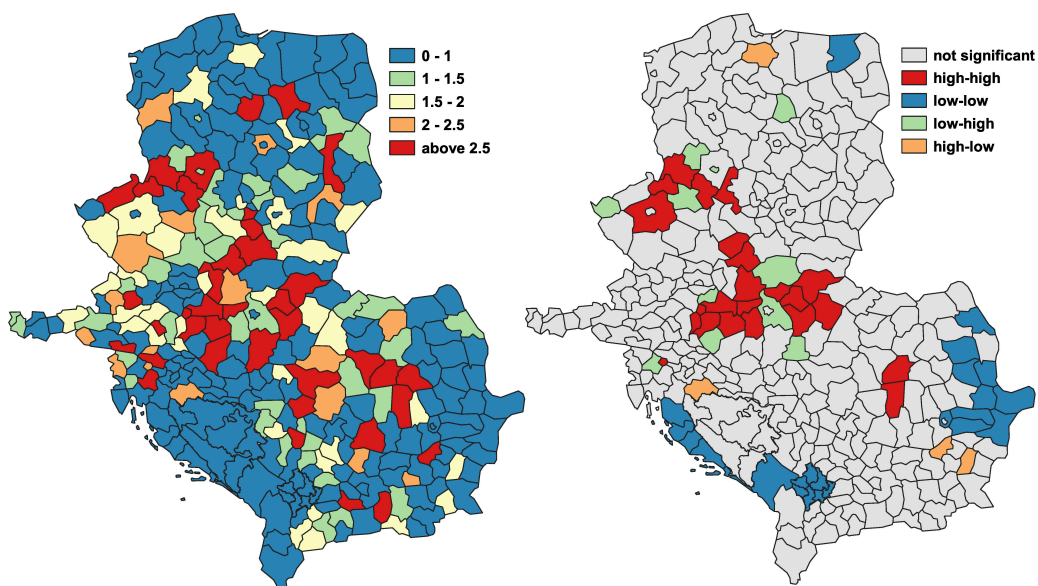 0 - 1
1 - 1.5
1.5 - 2
2 - 2.5
above 2.5
not significant
high-high
low-low
low-high
high-low